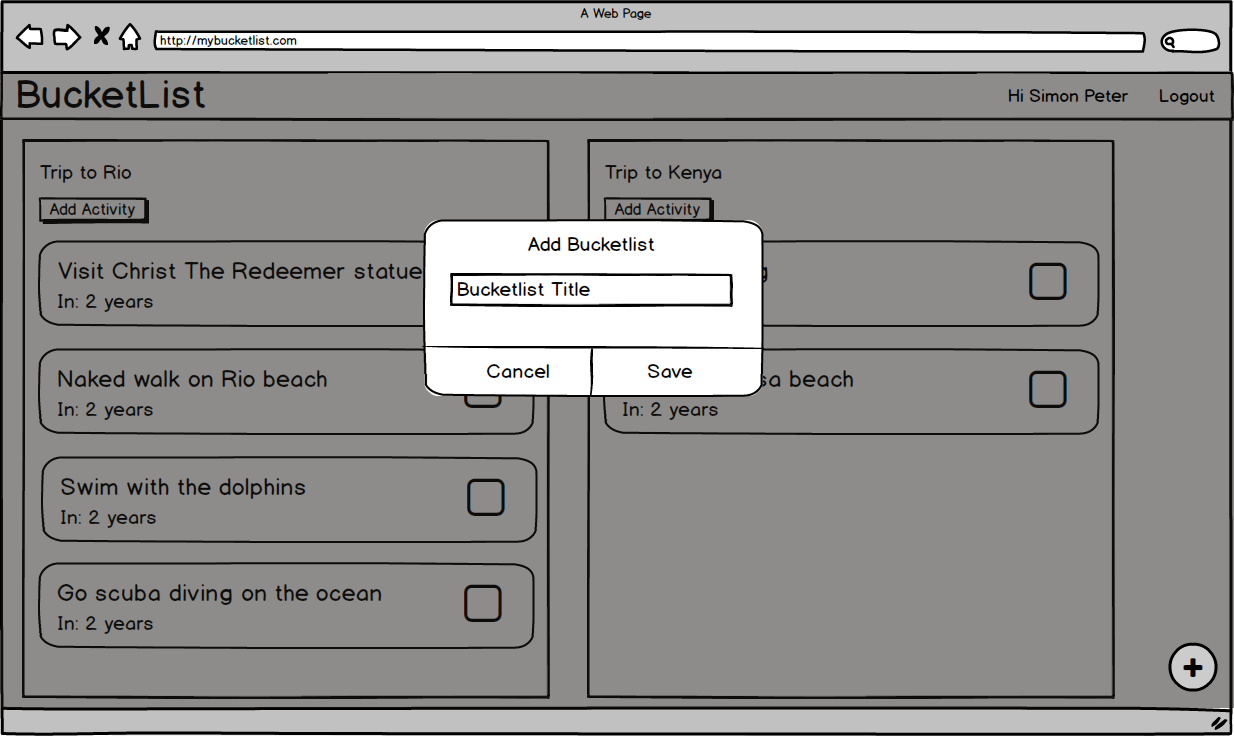 A Web Page
http://mybucketlist.com
BucketList
Hi Simon Peter
Logout
Trip to Rio
Add Activity
Visit Christ The Redeemer statue
In: 2 years
Naked walk on Rio beach
In: 2 years
Swim with the dolphins
In: 2 years
Go scuba diving on the ocean
In: 2 years
Trip to Kenya
Add Activity
beach
In: 2 years
Add Bucketlist
Bucketlist Title
Cancel
Save